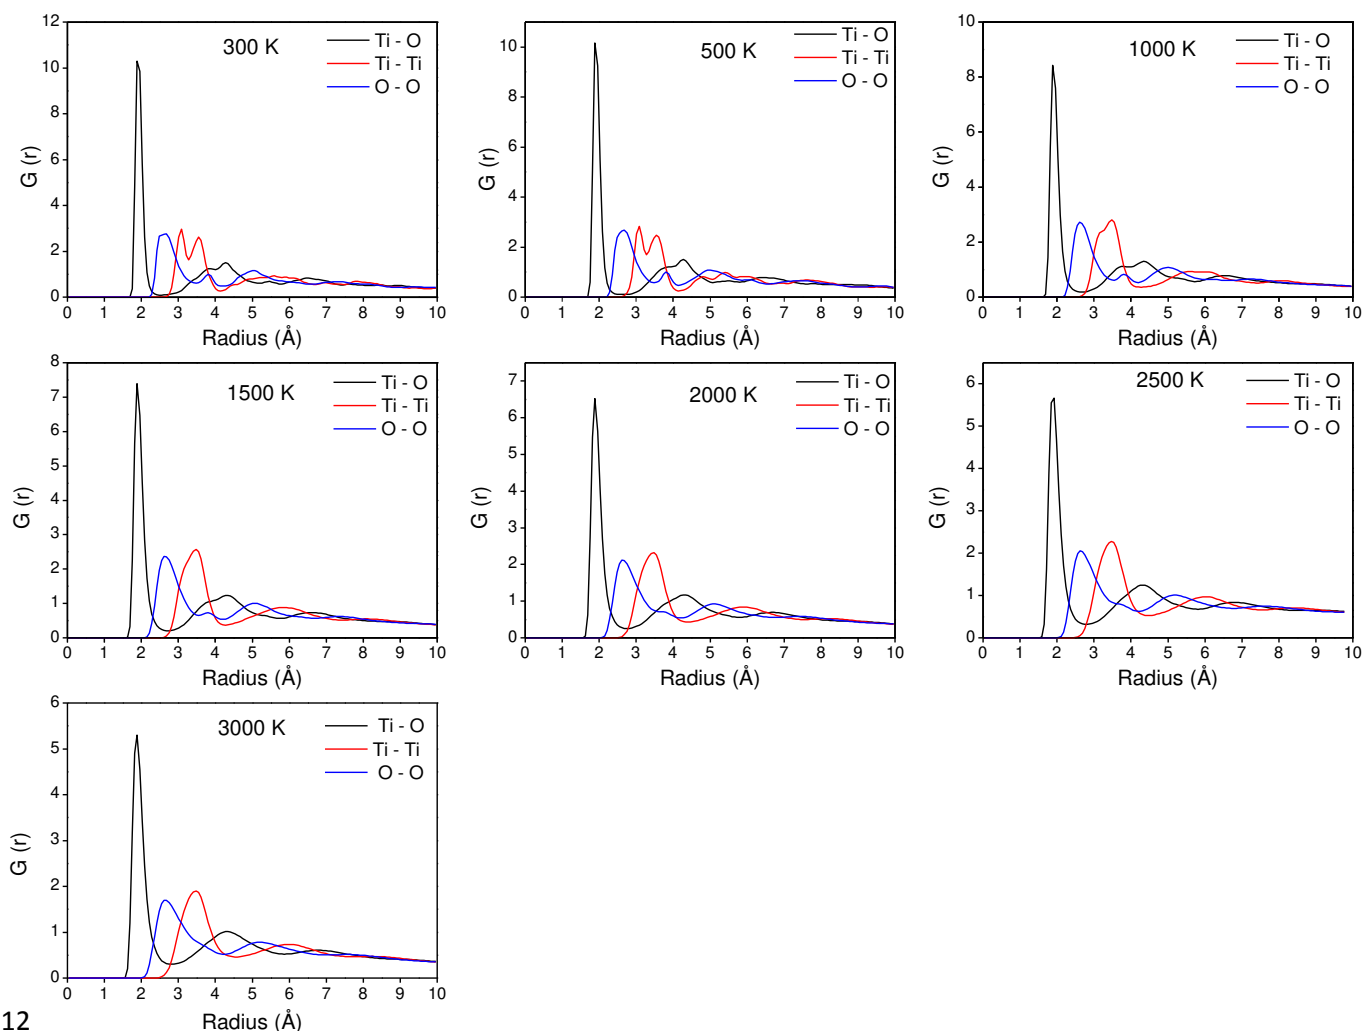 300 K
Ti - O
Ti - Ti
O - O
G (r)
12
10
8
6
4
2
0
0 1 2 3 4 5 6 7 8 9 10
Radius (Å)
500 K
Ti - O
Ti - Ti
O - O
G (r)
10
8
6
4
2
0
0 1 2 3 4 5 6 7 8 9 10
Radius (Å)
1000 K
Ti - O
Ti - Ti
O - O
G (r)
10
8
6
4
2
0
0 1 2 3 4 5 6 7 8 9 10
Radius (Å)
1500 K
Ti - O
Ti - Ti
O - O
G (r)
8
7
6
5
4
3
2
1
0
0 1 2 3 4 5 6 7 8 9 10
Radius (Å)
2000 K
Ti - O
Ti - Ti
O - O
G (r)
7
6
5
4
3
2
1
0
0 1 2 3 4 5 6 7 8 9 10
Radius (Å)
2500 K
Ti - O
Ti - Ti
O - O
G (r)
6
5
4
3
2
1
0
0 1 2 3 4 5 6 7 8 9 10
Radius (Å)
3000 K
Ti - O
Ti - Ti
O - O
G (r)
6
5
4
3
2
1
0
0 1 2 3 4 5 6 7 8 9 10
Radius (Å)
12